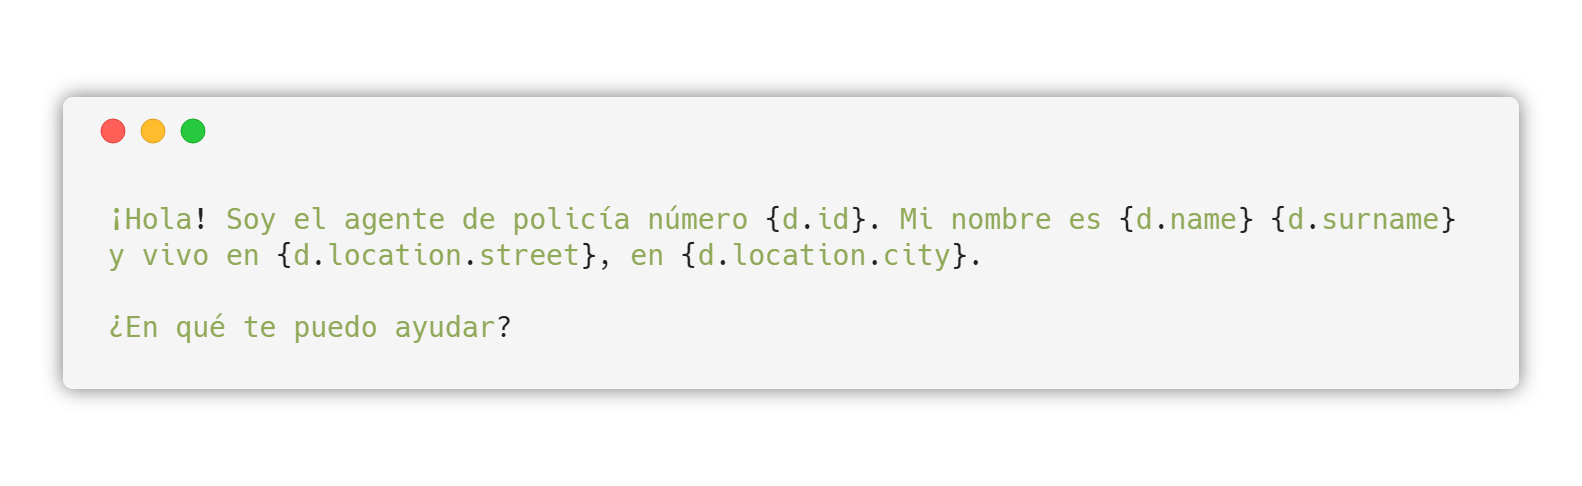 ¡Hola! Soy el agente de policía número {d.id}. Mi nombre es {d.name} {d.surname}
y vivo en {d.location.street}, en {d.location.city}.
¿En qué te puedo ayudar?